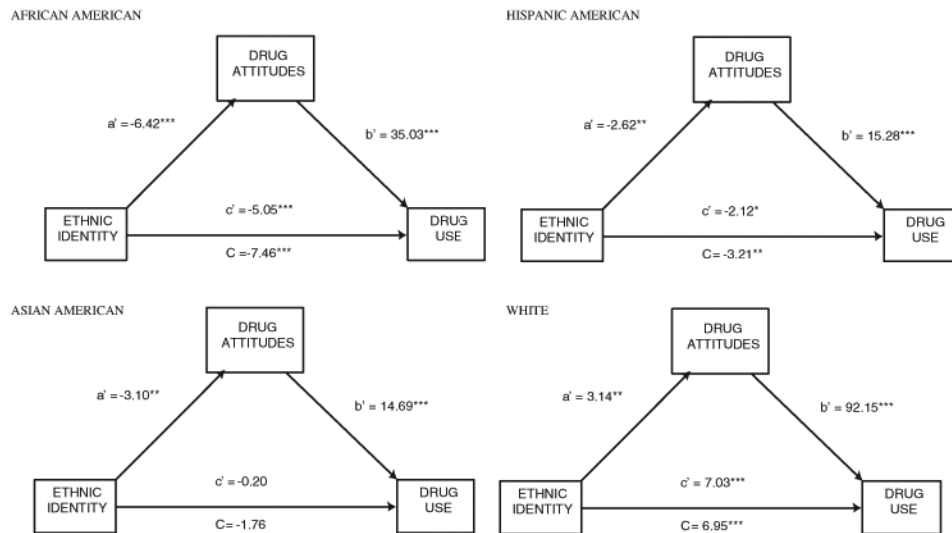 AFRICAN AMERICAN
DRUG
ATTITUDES
a' = -6.42***
b' = 35.03***
ETHNIC
IDENTITY
c' = -5.05***
C = -7.46***
DRUG
USE
HISPANIC AMERICAN
DRUG
ATTITUDES
a' = -2.62**
b' = 15.28***
ETHNIC
IDENTITY
c' = -2.12*
C= -3.21**
DRUG
USE
ASIAN AMERICAN
DRUG
ATTITUDES
a' = -3.10**
b' = 14.69***
ETHNIC
IDENTITY
c' = -0.20
C= -1.76
DRUG
USE
WHITE
DRUG
ATTITUDES
a' = 3.14**
b' = 92.15***
ETHNIC
IDENTITY
c' = 7.03***
C= 6.95***
DRUG
USE